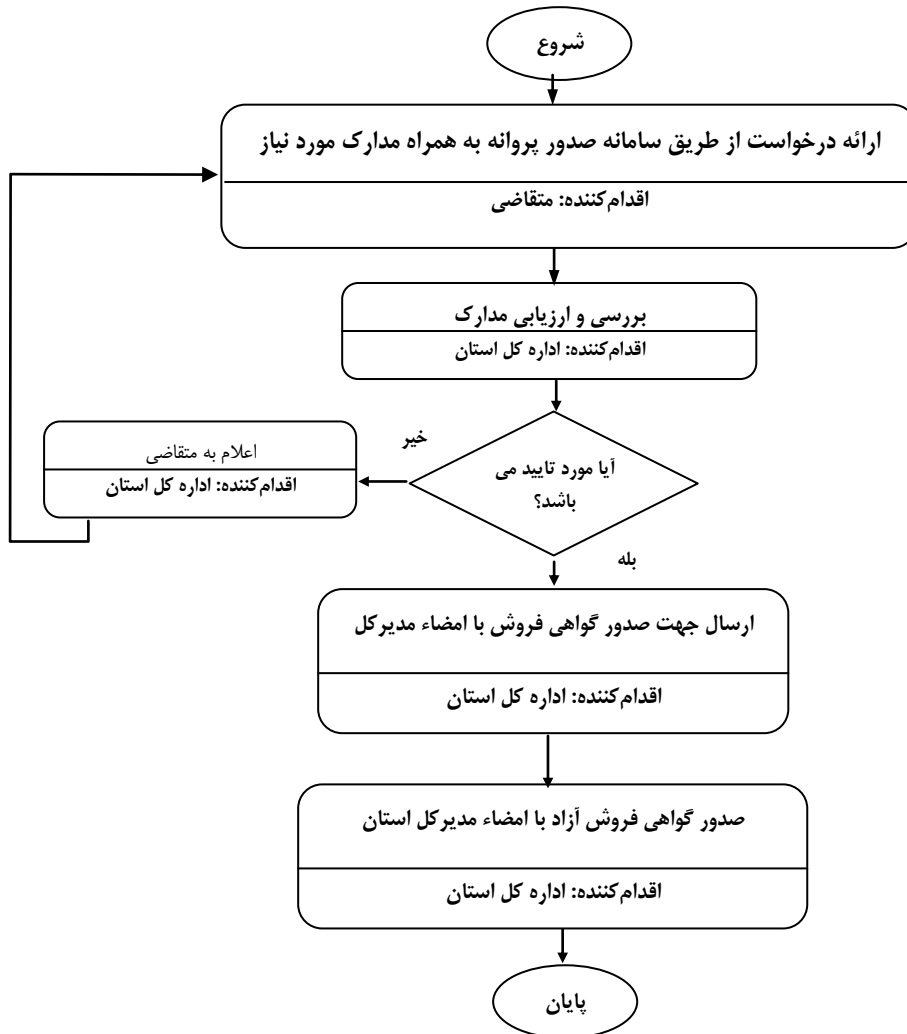 شروع
ارائه درخواست از طریق سامانه صدور پروانه به همراه مدارک مورد نیاز
اقدام‌کننده: متقاضی
بررسی و ارزیابی مدارک
اقدام‌کننده: اداره کل استان
خیر
آیا مورد تایید می
باشد؟
اعلام به متقاضی
اقدام‌کننده: اداره کل استان
بله
ارسال جهت صدور گواهی فروش با امضاء مدیرکل
اقدام‌کننده: اداره کل استان
صدور گواهی فروش آزاد با امضاء مدیرکل استان
اقدام‌کننده: اداره کل استان
پایان